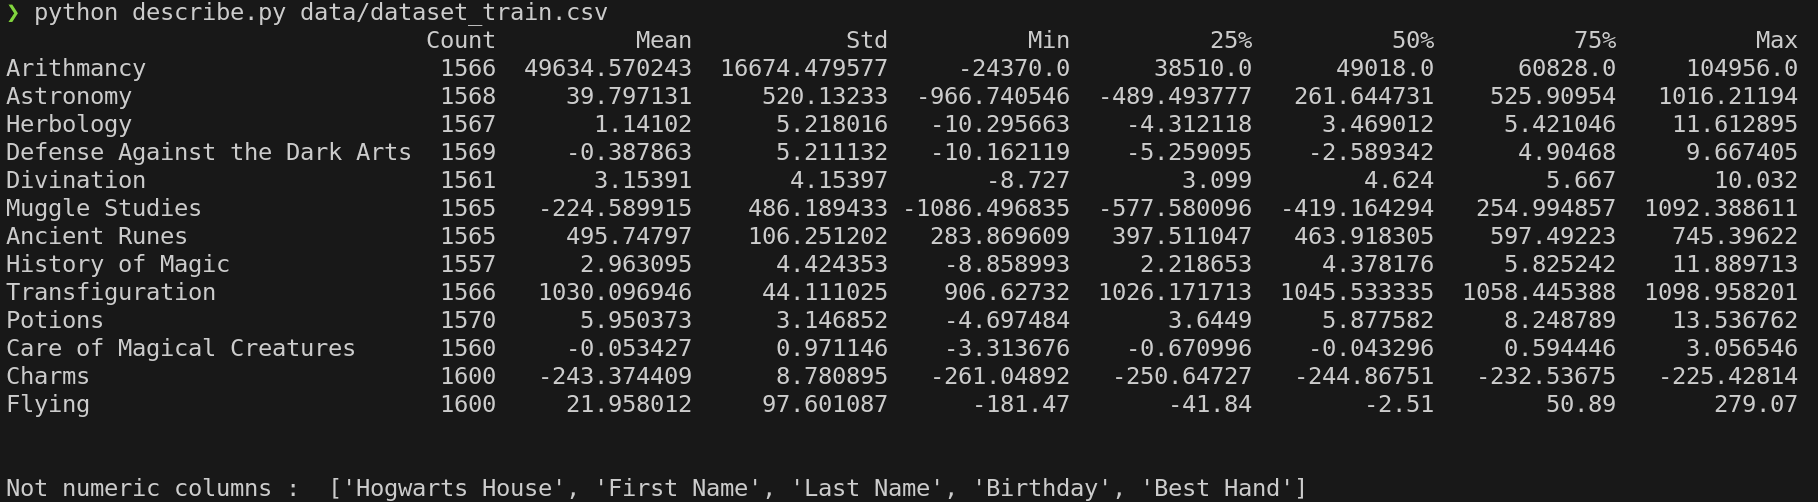 ❯ python describe.py data/dataset_train.csv
Count Mean Std Min 25% 50% 75% Max
Arithmancy 1566 49634.570243 16674.479577 -24370.0 38510.0 49018.0 60828.0 104956.0
Astronomy 1568 39.797131 520.13233 -966.740546 -489.493777 261.644731 525.90954 1016.21194
Herbology 1567 1.14102 5.218016 -10.295663 -4.312118 3.469012 5.421046 11.612895
Defense Against the Dark Arts 1569 -0.387863 5.211132 -10.162119 -5.259095 -2.589342 4.90468 9.667405
Divination 1561 3.15391 4.15397 -8.727 3.099 4.624 5.667 10.032
Muggle Studies 1565 -224.589915 486.189433 -1086.496835 -577.580096 -419.164294 254.994857 1092.388611
Ancient Runes 1565 495.74797 106.251202 283.869609 397.511047 463.918305 597.49223 745.39622
History of Magic 1557 2.963095 4.424353 -8.858993 2.218653 4.378176 5.825242 11.889713
Transfiguration 1566 1030.096946 44.111025 906.62732 1026.171713 1045.533335 1058.445388 1098.958201
Potions 1570 5.950373 3.146852 -4.697484 3.6449 5.877582 8.248789 13.536762
Care of Magical Creatures 1560 -0.053427 0.971146 -3.313676 -0.670996 -0.043296 0.594446 3.056546
Charms 1600 -243.374409 8.780895 -261.04892 -250.64727 -244.86751 -232.53675 -225.42814
Flying 1600 21.958012 97.601087 -181.47 -41.84 -2.51 50.89 279.07
Not numeric columns :  ['Hogwarts House', 'First Name', 'Last Name', 'Birthday', 'Best Hand']